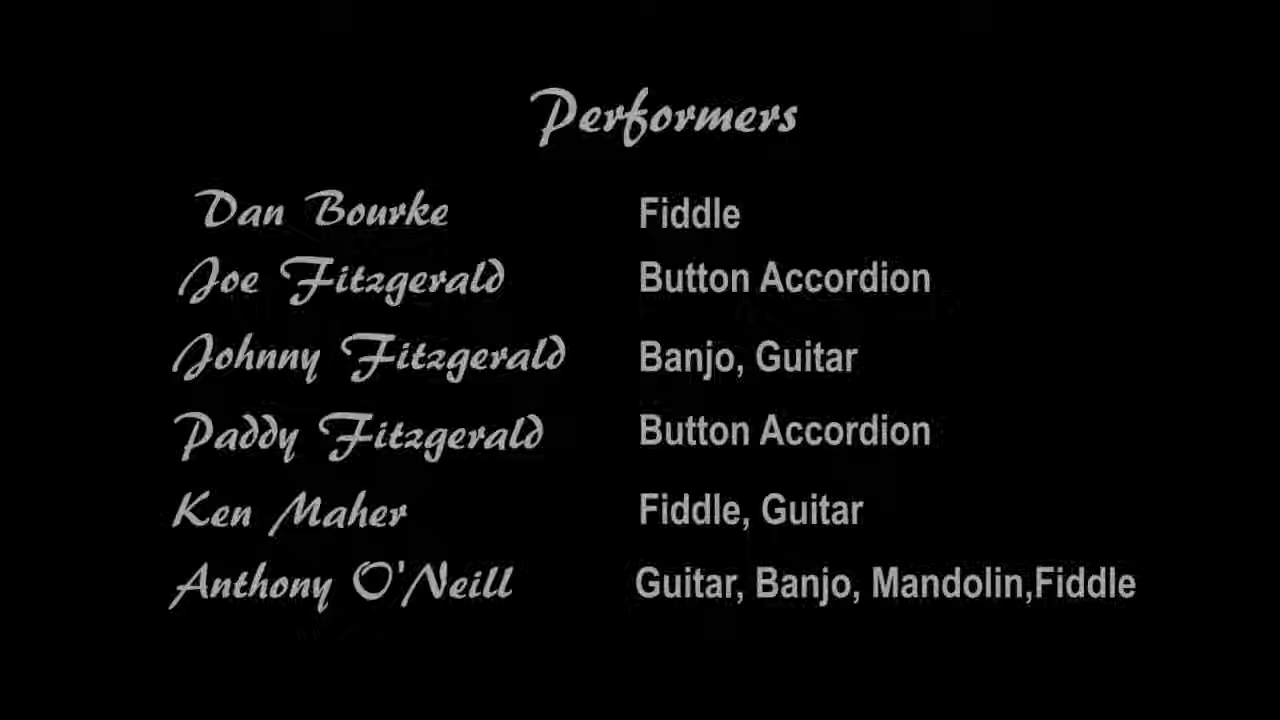 Performers
Dan Bourke Fiddle
Joe Fitzgerald Button Accordion
Johnny Fitzgerald Banjo, Guitar
Paddy Fitzgerald Button Accordion
Ken Maher Fiddle, Guitar
Anthony O'Neill Guitar, Banjo, Mandolin,Fiddle